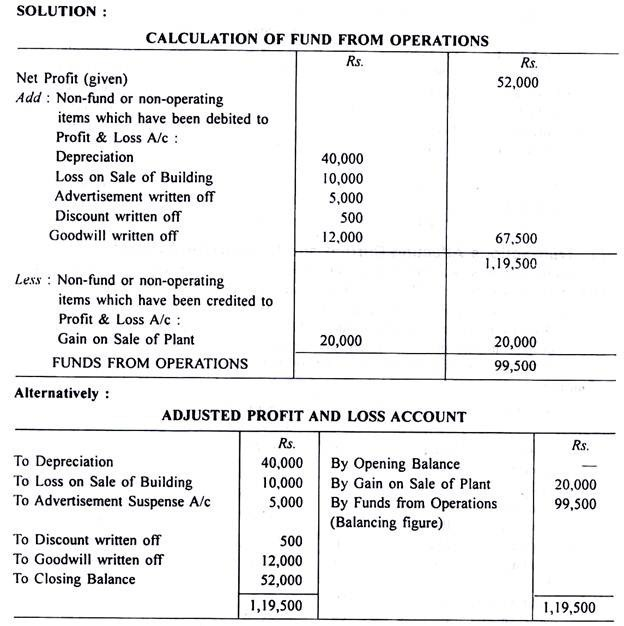 SOLUTION :
CALCULATION OF FUND FROM OPERATIONS
Rs. Rs.
Net Profit (given) 52,000
Add : Non-fund or non-operating
items which have been debited to
Profit & Loss A/c :
Depreciation 40,000
Loss on Sale of Building 10,000
Advertisement written off 5,000
Discount written off 500
Goodwill written off 12,000 67,500
1,19,500
Less : Non-fund or non-operating
items which have been credited to
Profit & Loss A/c :
Gain on Sale of Plant 20,000 20,000
FUNDS FROM OPERATIONS 99,500
Alternatively :
ADJUSTED PROFIT AND LOSS ACCOUNT
Rs. Rs.
To Depreciation 40,000 By Opening Balance —
To Loss on Sale of Building 10,000 By Gain on Sale of Plant 20,000
To Advertisement Suspense A/c 5,000 By Funds from Operations 99,500
(Balancing figure)
To Discount written off 500
To Goodwill written off 12,000
To Closing Balance 52,000
1,19,500 1,19,500